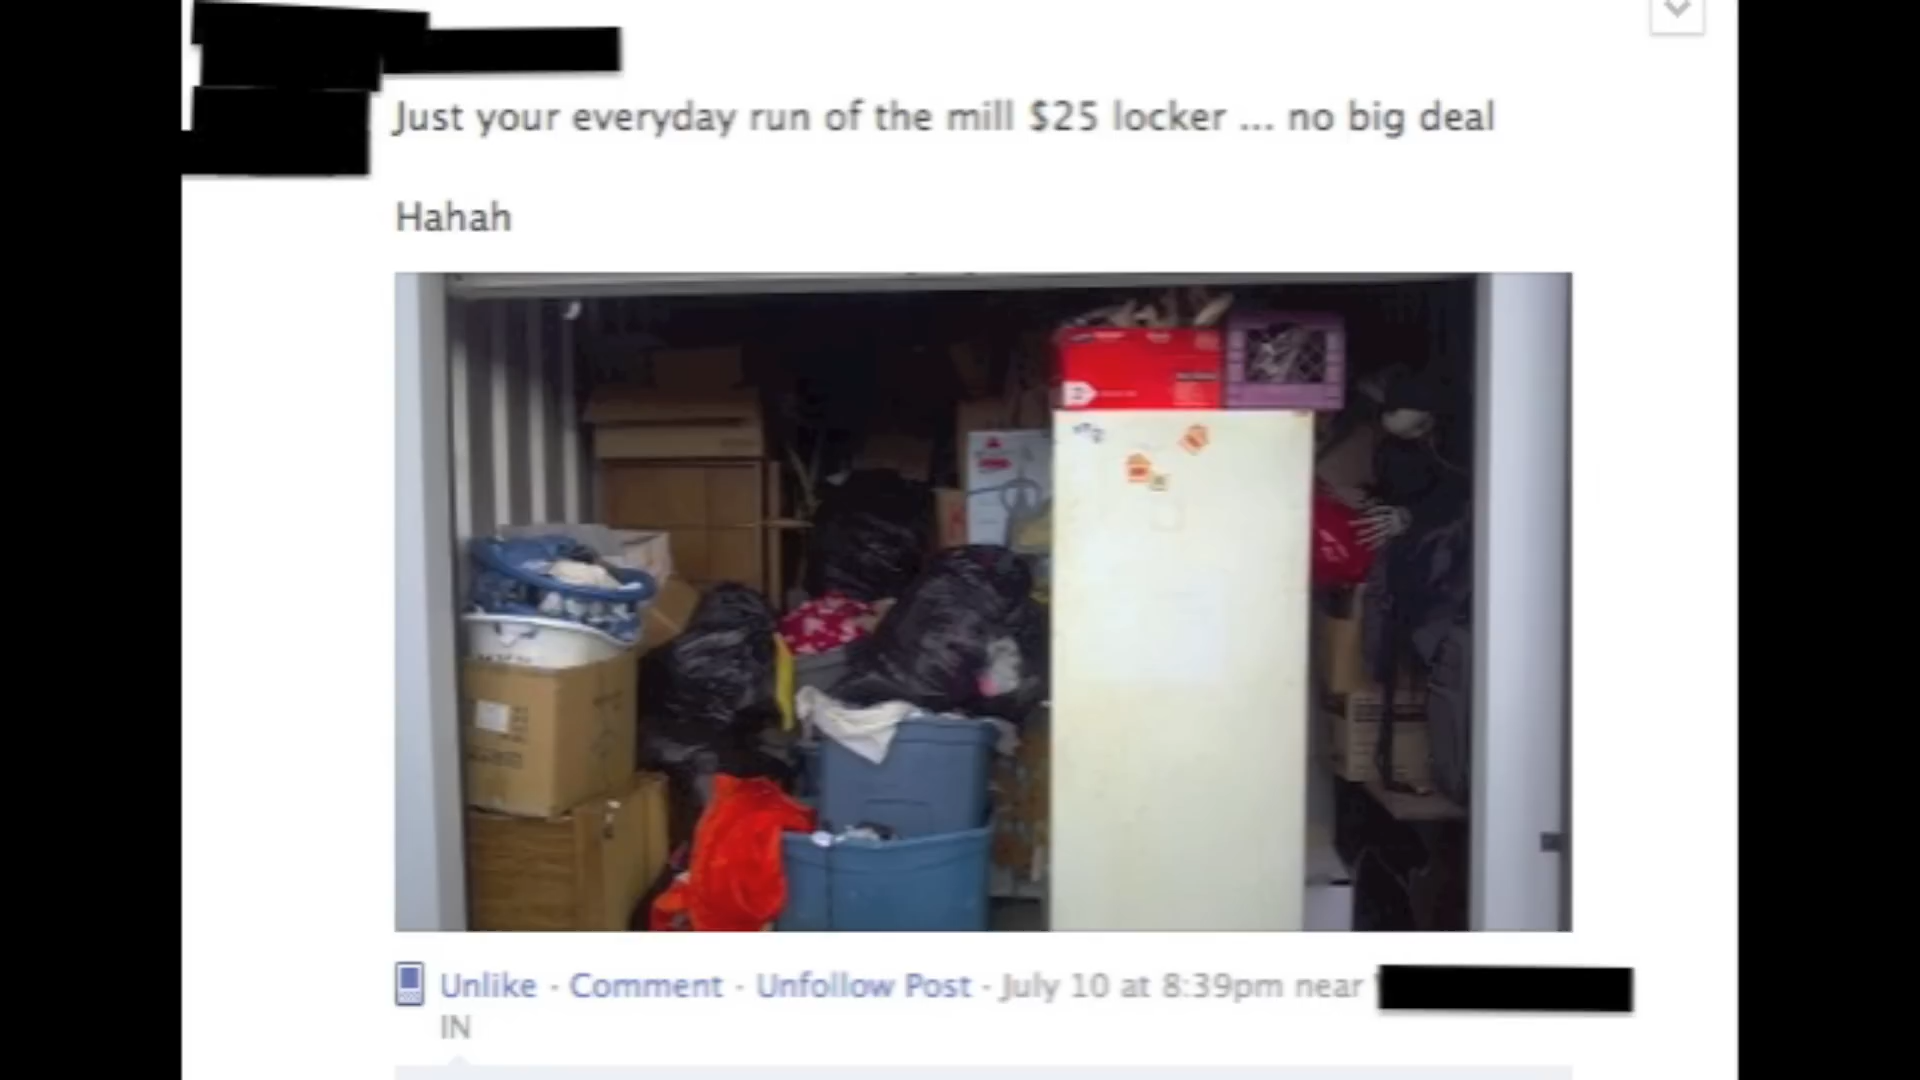 Just your everyday run of the mill $25 locker ... no big deal
Hahah
Unlike · Comment · Unfollow Post · July 10 at 8:39pm near
IN